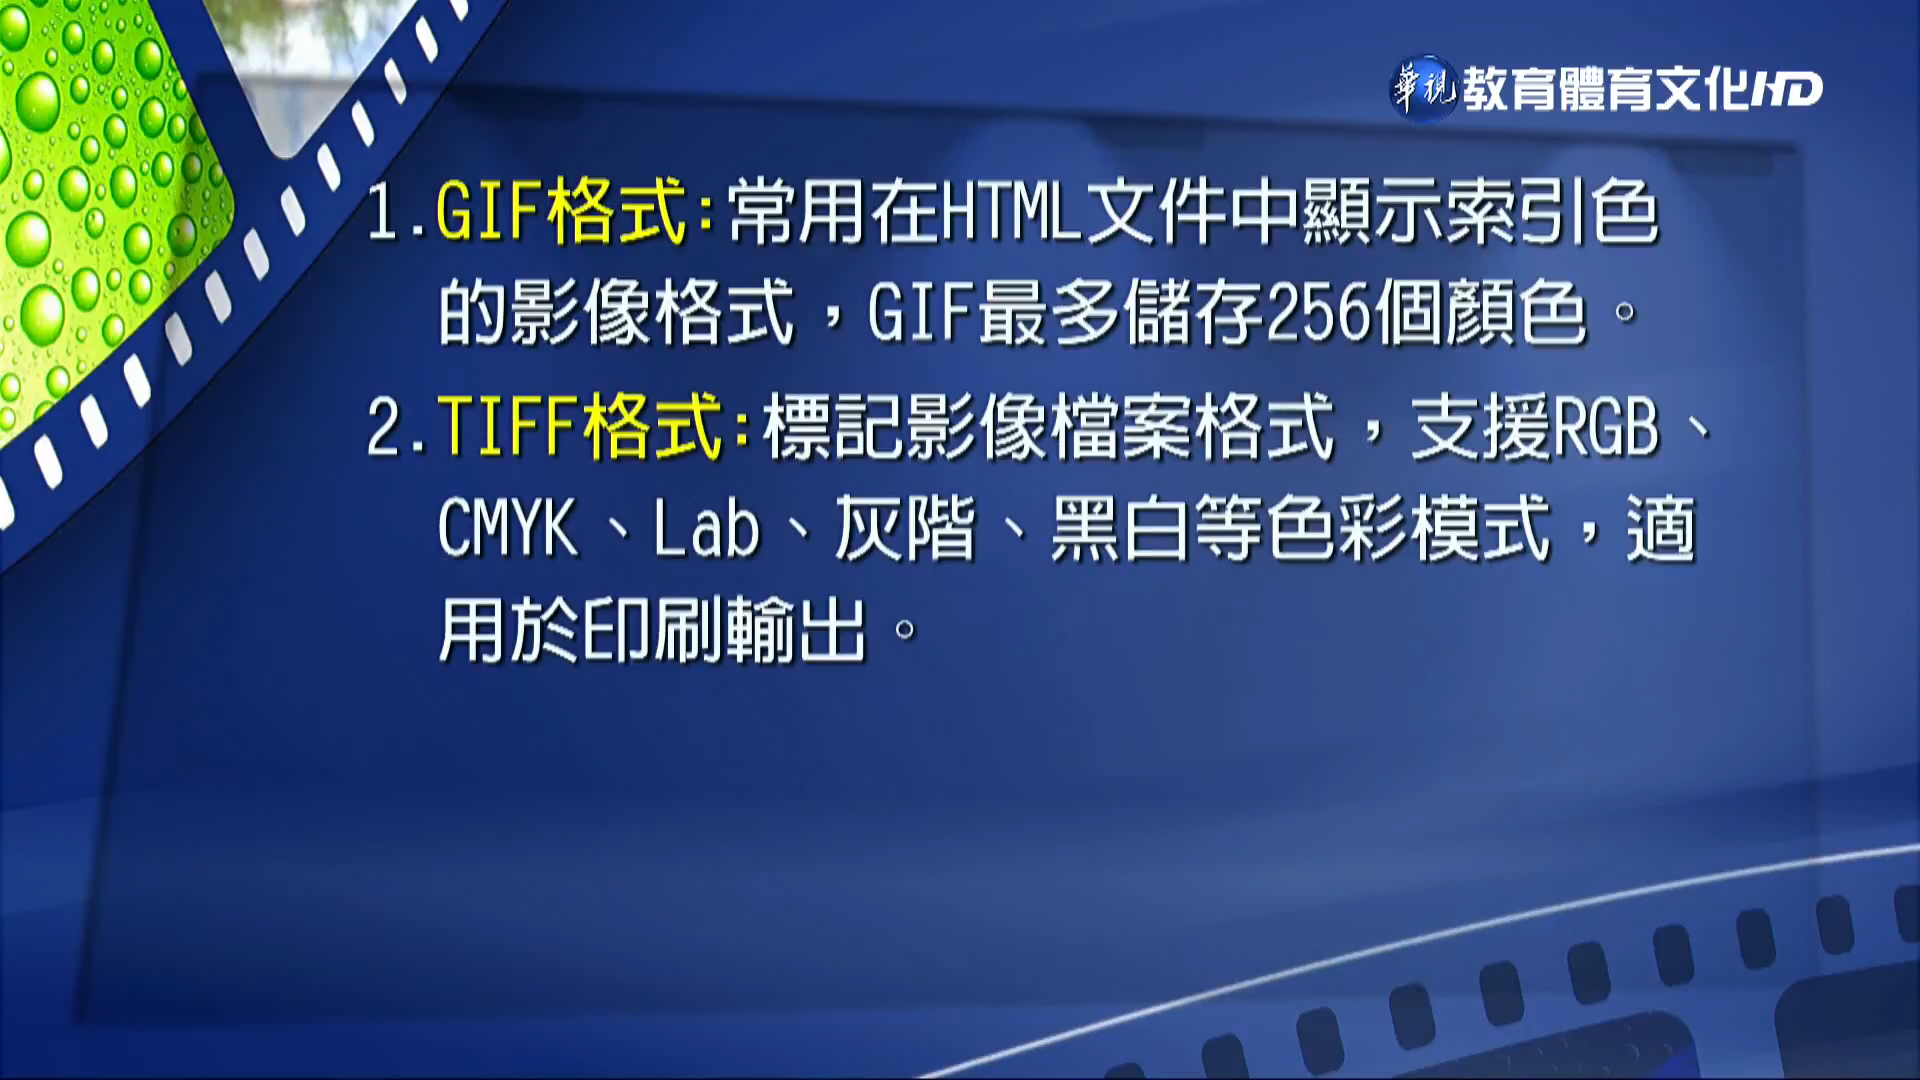 華視 教育體育文化HD
1.GIF格式:常用在HTML文件中顯示索引色
的影像格式，GIF最多儲存256個顏色。
2.TIFF格式:標記影像檔案格式，支援RGB、
CMYK、Lab、灰階、黑白等色彩模式，適
用於印刷輸出。